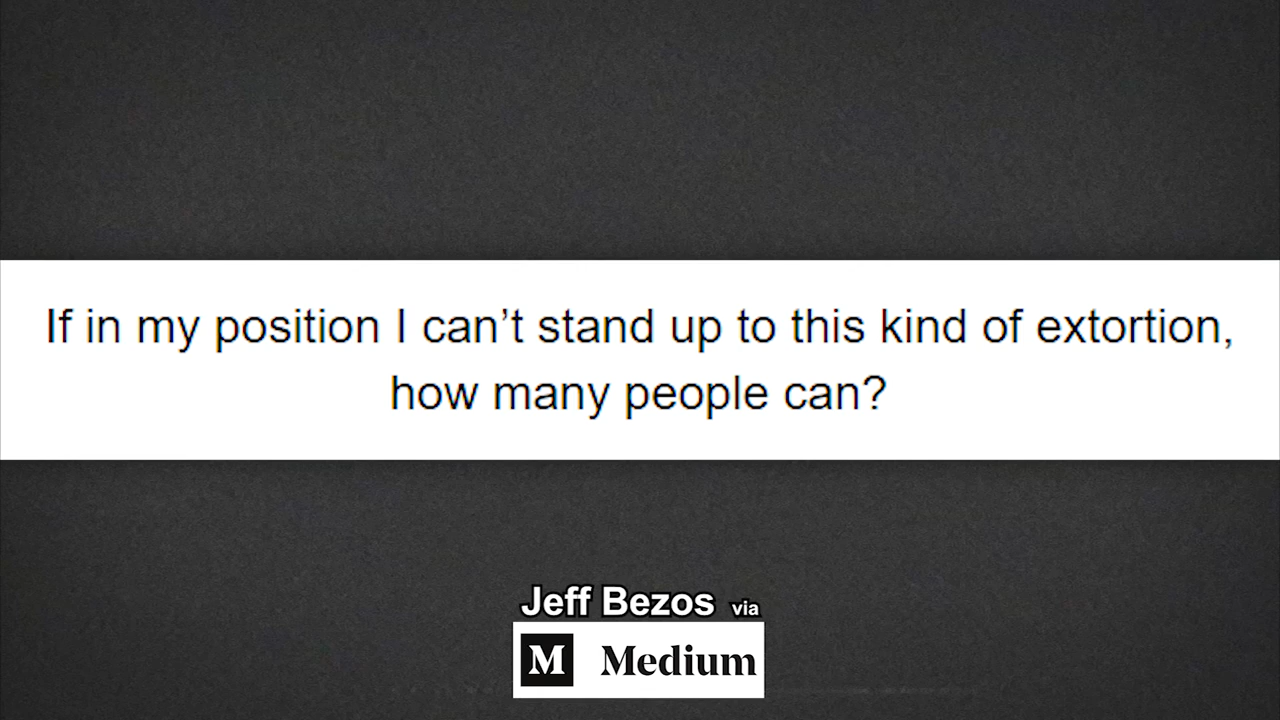 If in my position I can’t stand up to this kind of extortion,
how many people can?
Jeff Bezos via
M Medium